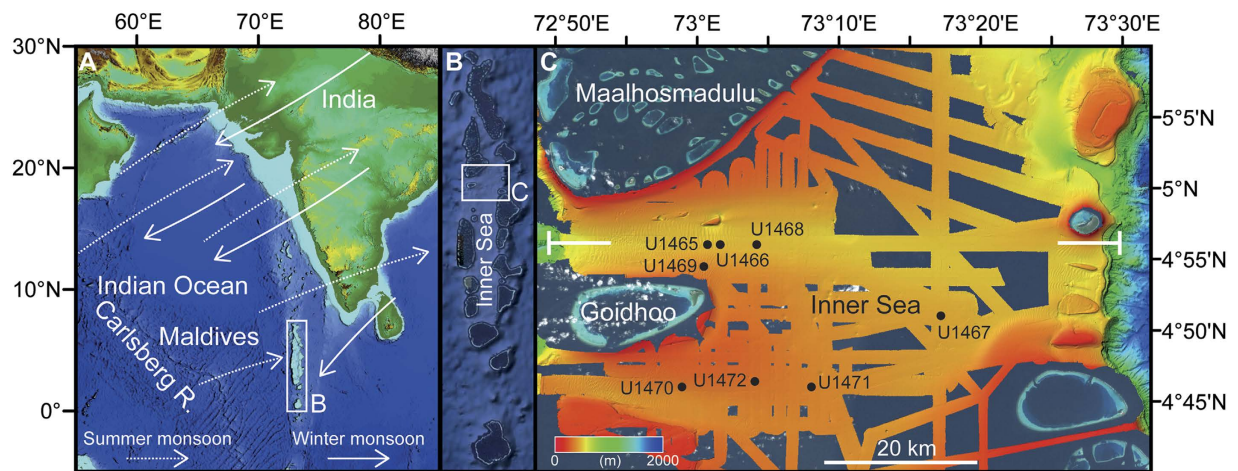 60°E 70°E 80°E
72°50'E 73° 73°10'E 73°20'E 73°30'E
30°N
20°N
10°N
0°
A
India
Indian Ocean
Maldives
Carlsberg R.
B
Summer monsoon
Winter monsoon
B
C
Inner Sea
C
Maalhosmadulu
U1468
U1465
U1466
U1469
Goidhoo
Inner Sea
U1467
U1472
U1470
U1471
0 (m) 2000
20 km
5°5'N
5°N
4°55'N
4°50'N
4°45'N